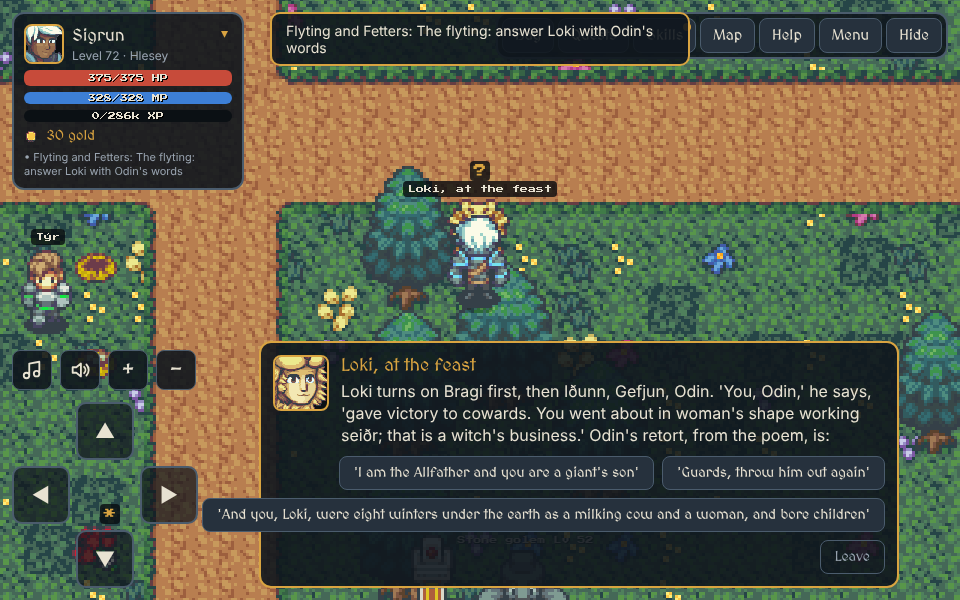 Sigrun
Level 72 · Hlesey
375/375 HP
328/328 MP
0/286k XP
30 gold
• Flyting and Fetters: The flyting:
answer Loki with Odin's words
Flyting and Fetters: The flyting: answer Loki with Odin's
words
Map
Help
Menu
Hide
?
Loki, at the feast
Týr
Loki, at the feast
Loki turns on Bragi first, then Iðunn, Gefjun, Odin. 'You, Odin,' he says,
'gave victory to cowards. You went about in woman's shape working
seiðr; that is a witch's business.' Odin's retort, from the poem, is:
'I am the Allfather and you are a giant's son'
'Guards, throw him out again'
'And you, Loki, were eight winters under the earth as a milking cow and a woman, and bore children'
Stone golem Lv 52
Leave